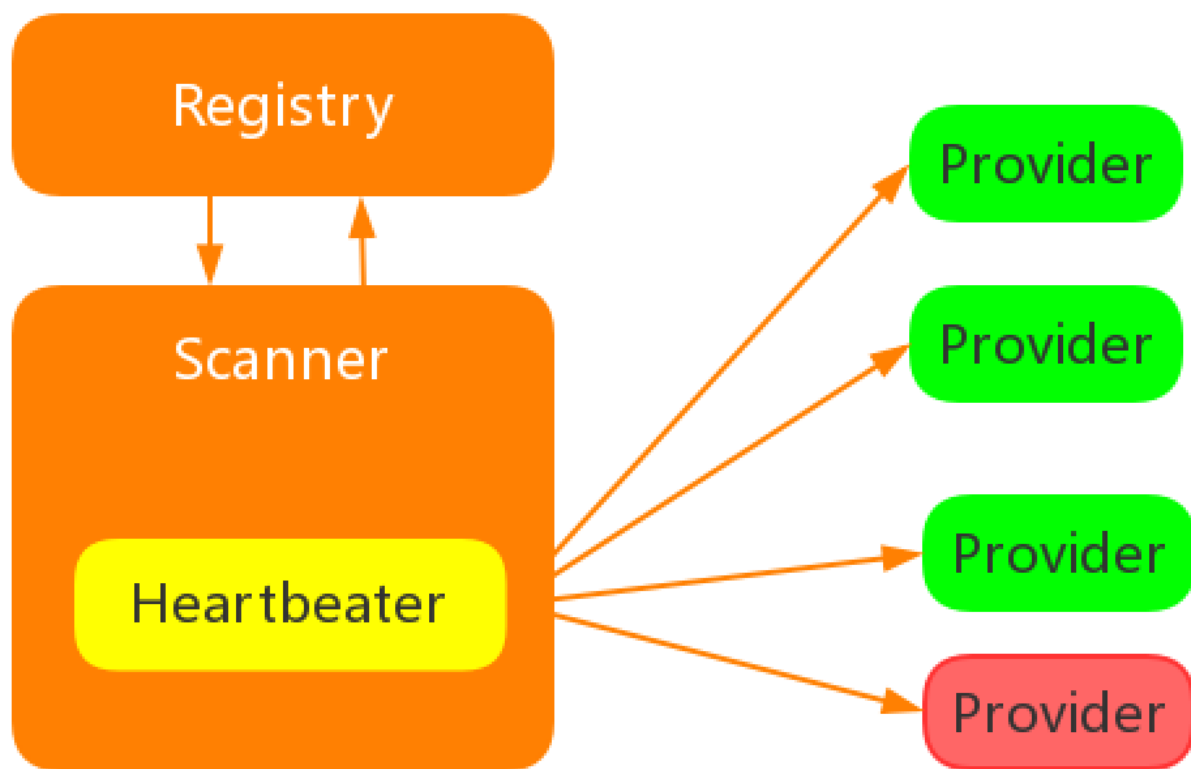 Registry
Provider
Provider
Scanner
Provider
Heartbeater
Provider